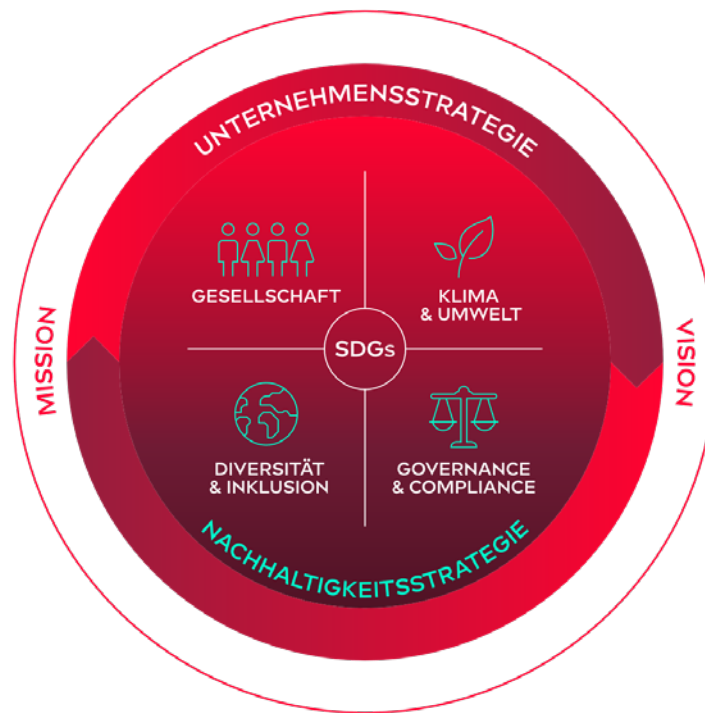 UNTERNEHMENSSTRATEGIE
GESELLSCHAFT
KLIMA
& UMWELT
MISSION
SDGs
VISION
DIVERSITÄT
& INKLUSION
GOVERNANCE
& COMPLIANCE
NACHHALTIGKEITSSTRATEGIE